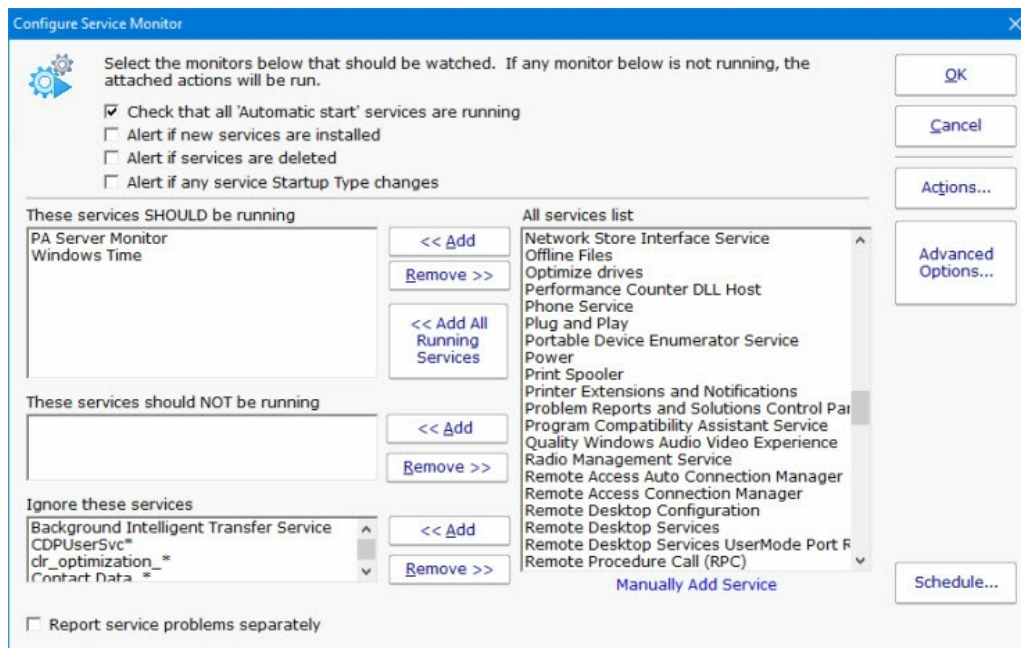 Configure Service Monitor
Select the monitors below that should be watched. If any monitor below is not running, the
attached actions will be run.
Check that all 'Automatic start' services are running
Alert if new services are installed
Alert if services are deleted
Alert if any service Startup Type changes
OK
Cancel
Actions...
Advanced
Options...
These services SHOULD be running
PA Server Monitor
Windows Time
<< Add
Remove >>
<< Add All
Running
Services
These services should NOT be running
<< Add
Remove >>
Ignore these services
Background Intelligent Transfer Service
CDPUserSvc*
clr_optimization_*
Contact Data_*
<< Add
Remove >>
All services list
Network Store Interface Service
Offline Files
Optimize drives
Performance Counter DLL Host
Phone Service
Plug and Play
Portable Device Enumerator Service
Power
Print Spooler
Printer Extensions and Notifications
Problem Reports and Solutions Control Par
Program Compatibility Assistant Service
Quality Windows Audio Video Experience
Radio Management Service
Remote Access Auto Connection Manager
Remote Access Connection Manager
Remote Desktop Configuration
Remote Desktop Services
Remote Desktop Services UserMode Port R
Remote Procedure Call (RPC)
Manually Add Service
Schedule...
Report service problems separately